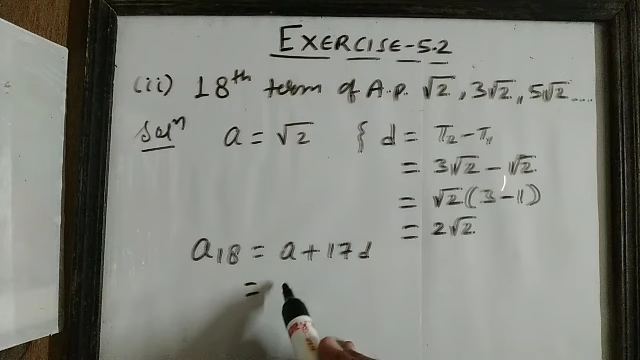 EXERCISE-5.2
(ii) 18th term of A.p. √2, 3√2, 5√2....
Solⁿ a = √2 { d = T₂ - T₁
= 3√2 - √2
= √2 (3-1)
= 2√2
a₁₈ = a + 17d
=